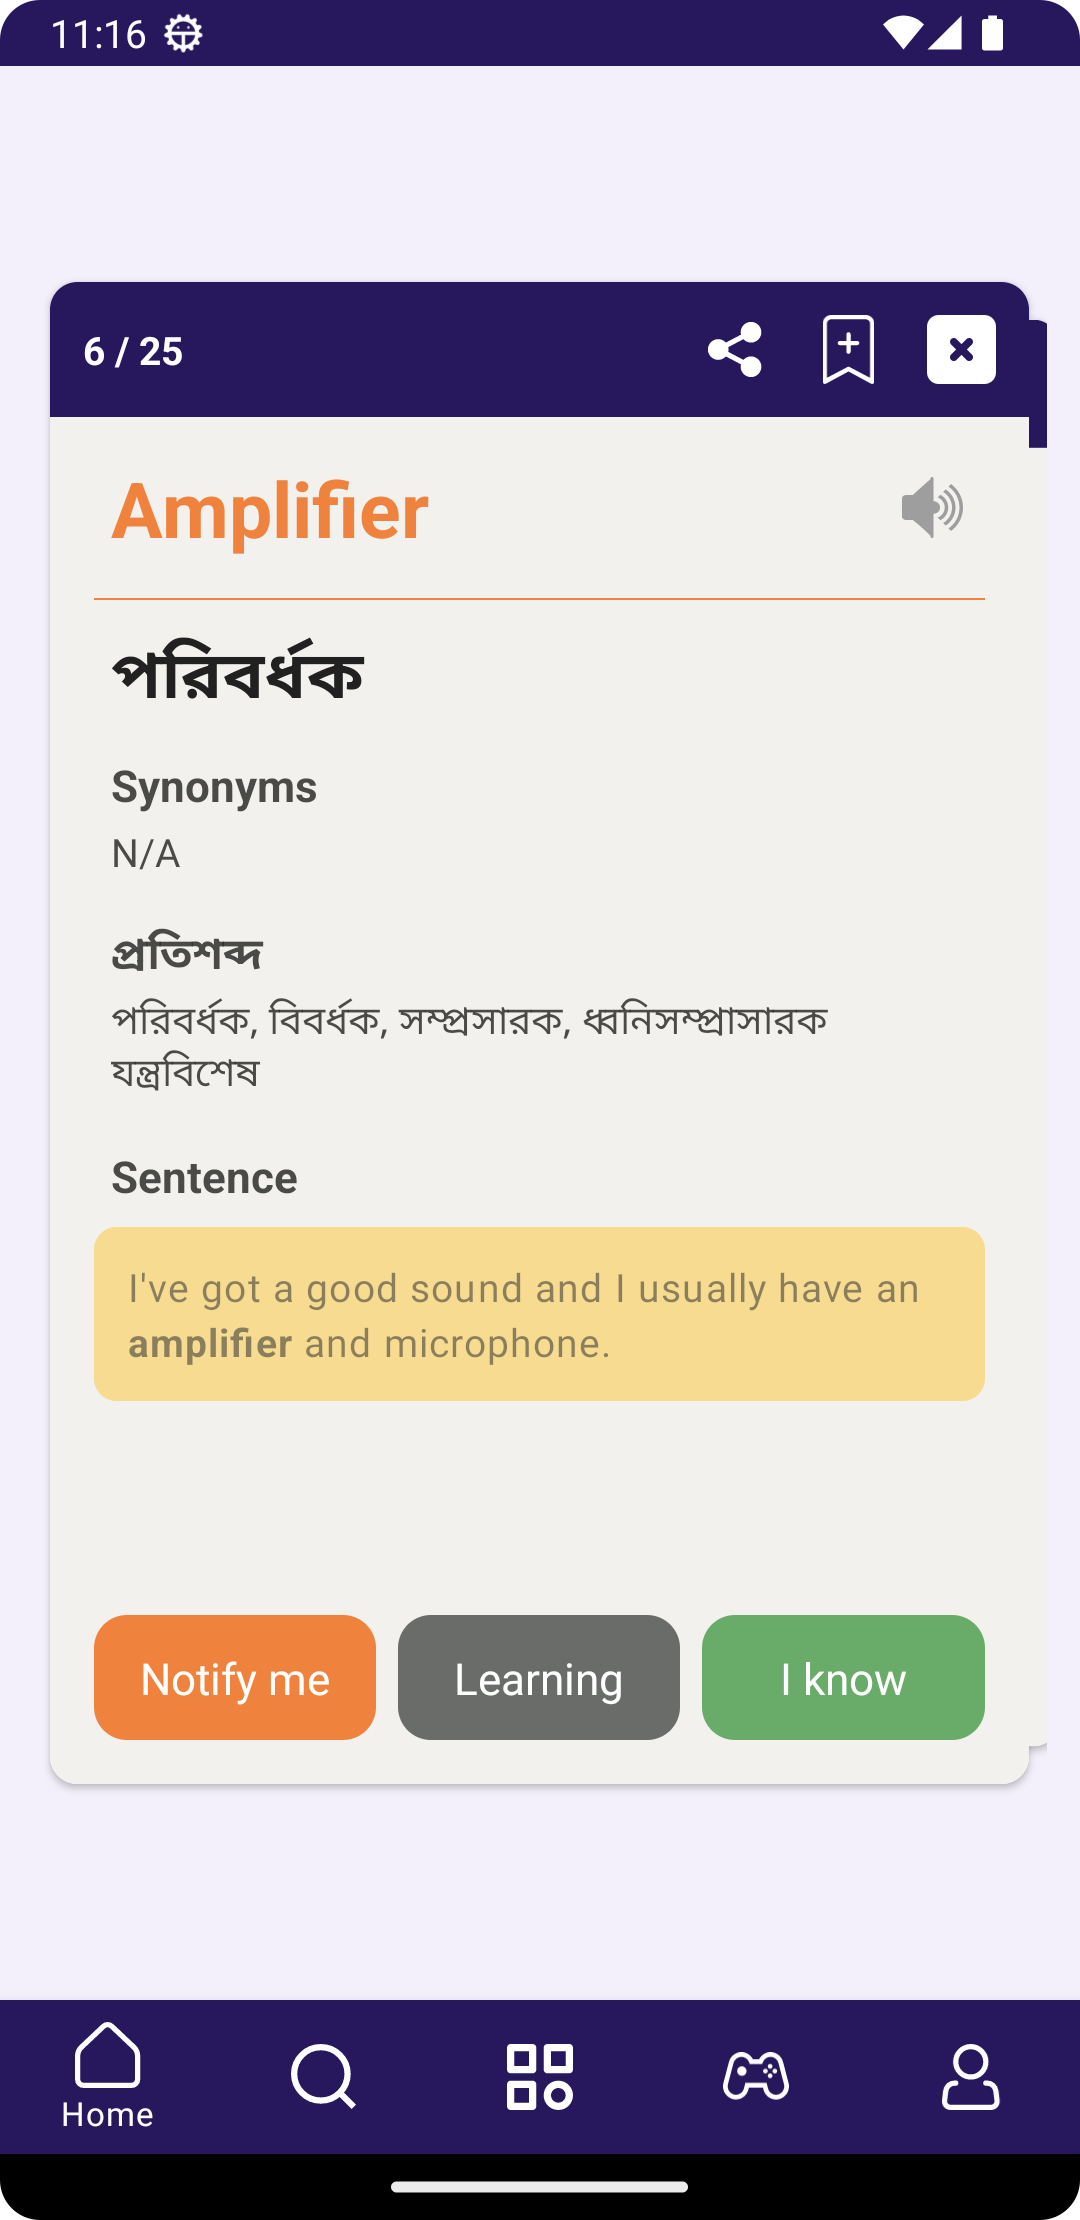 11:16
6 / 25
Amplifier
পরিবর্ধক
Synonyms
N/A
প্রতিশব্দ
পরিবর্ধক, বিবর্ধক, সম্প্রসারক, ধ্বনিসম্প্রাসারক
যন্ত্রবিশেষ
Sentence
I've got a good sound and I usually have an
amplifier and microphone.
Notify me
Learning
I know
Home